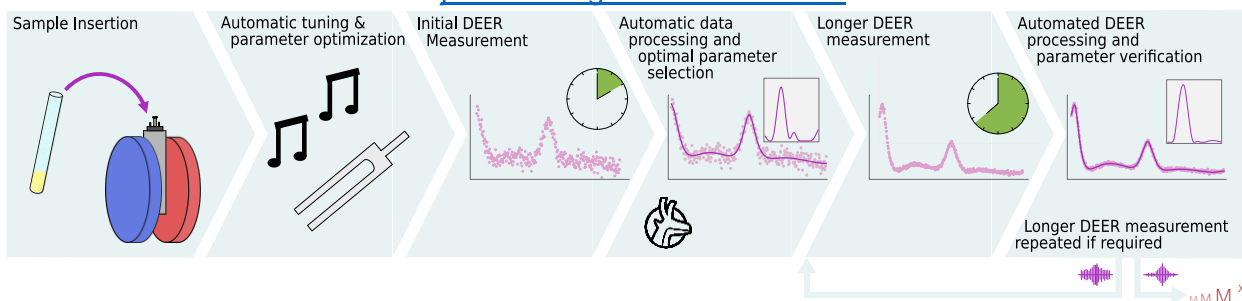 Sample Insertion
Automatic tuning &
parameter optimization
Initial DEER
Measurement
Automatic data
processing and
optimal parameter
selection
Longer DEER
measurement
Automated DEER
processing and
parameter verification
Longer DEER measurement
repeated if required
M M M x